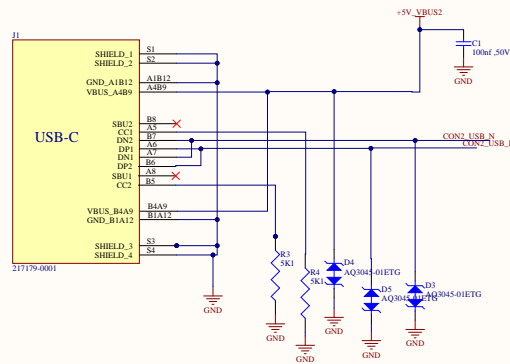 +5V_VBUS2
J1
C1
100nf ,50V
GND
USB-C
SHIELD_1 S1
SHIELD_2 S2
GND_A1B12 A1B12
VBUS_A4B9 A4B9
SBU2 B8
CC1 A5
DN2 B7
DP1 A6
DN1 A7
DP2 B6
SBU1 A8
CC2 B5
VBUS_B4A9 B4A9
GND_B1A12 B1A12
SHIELD_3 S3
SHIELD_4 S4
217179-0001
CON2_USB_N
CON2_USB_
R3
5K1
R4
5K1
D4
AQ3045-01ETG
D5
AQ3045-01ETG
D3
AQ3045-01ETG
GND
GND
GND
GND
GND
GND